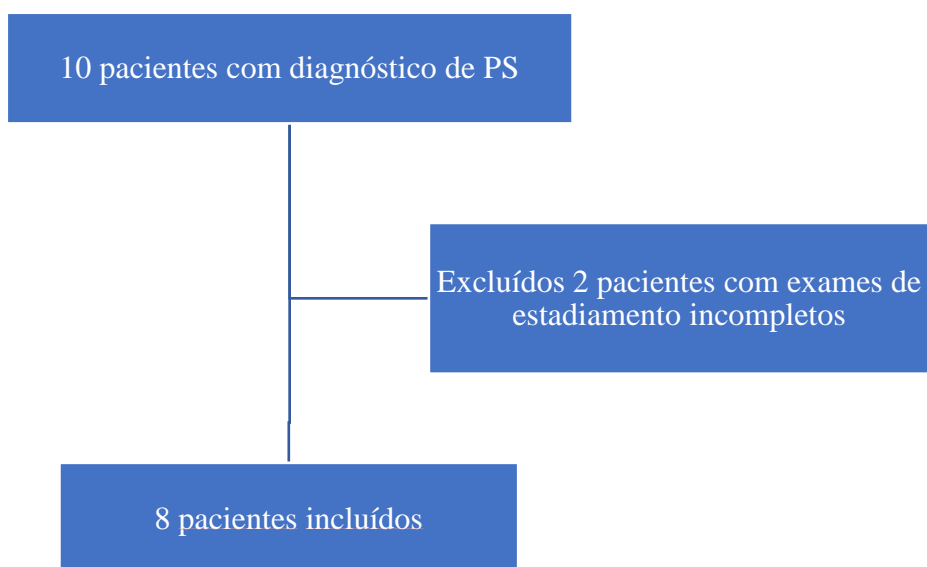 10 pacientes com diagnóstico de PS
Excluídos 2 pacientes com exames de
estadiamento incompletos
8 pacientes incluídos